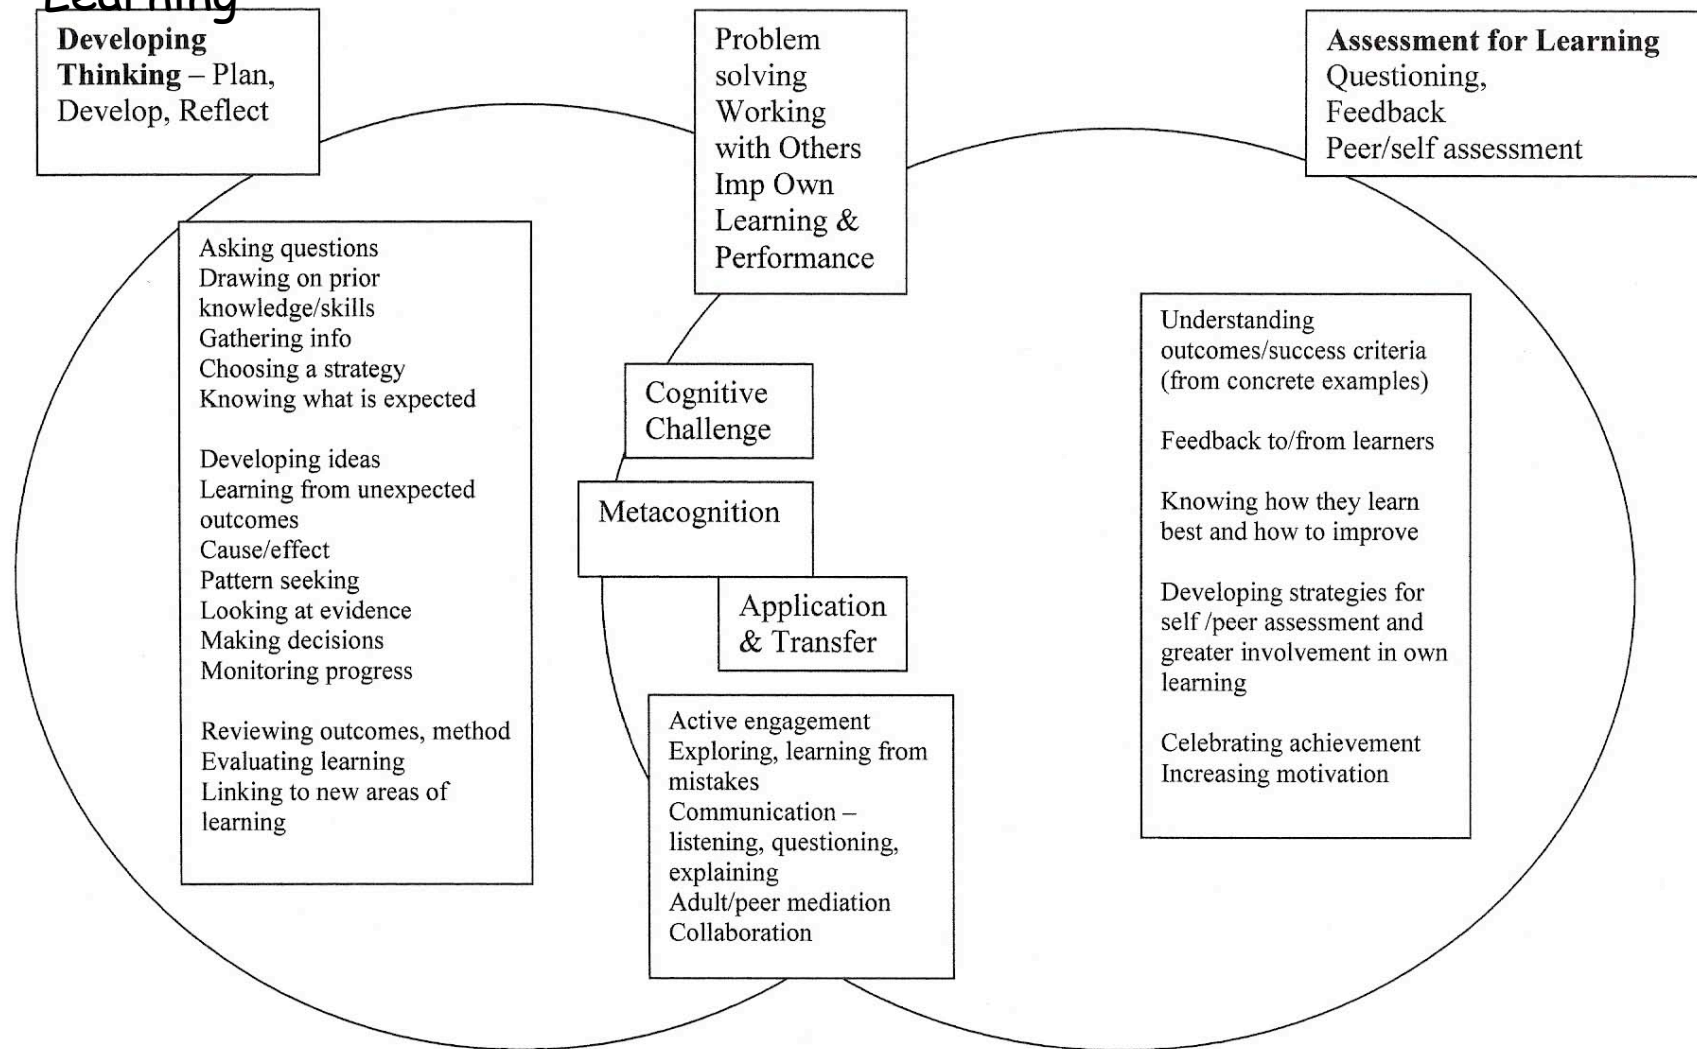 Learning
Developing
Thinking – Plan,
Develop, Reflect
Problem
solving
Working
with Others
Imp Own
Learning &
Performance
Assessment for Learning
Questioning,
Feedback
Peer/self assessment
Asking questions
Drawing on prior
knowledge/skills
Gathering info
Choosing a strategy
Knowing what is expected
Developing ideas
Learning from unexpected
outcomes
Cause/effect
Pattern seeking
Looking at evidence
Making decisions
Monitoring progress
Reviewing outcomes, method
Evaluating learning
Linking to new areas of
learning
Cognitive
Challenge
Metacognition
Application
& Transfer
Active engagement
Exploring, learning from
mistakes
Communication –
listening, questioning,
explaining
Adult/peer mediation
Collaboration
Understanding
outcomes/success criteria
(from concrete examples)
Feedback to/from learners
Knowing how they learn
best and how to improve
Developing strategies for
self /peer assessment and
greater involvement in own
learning
Celebrating achievement
Increasing motivation